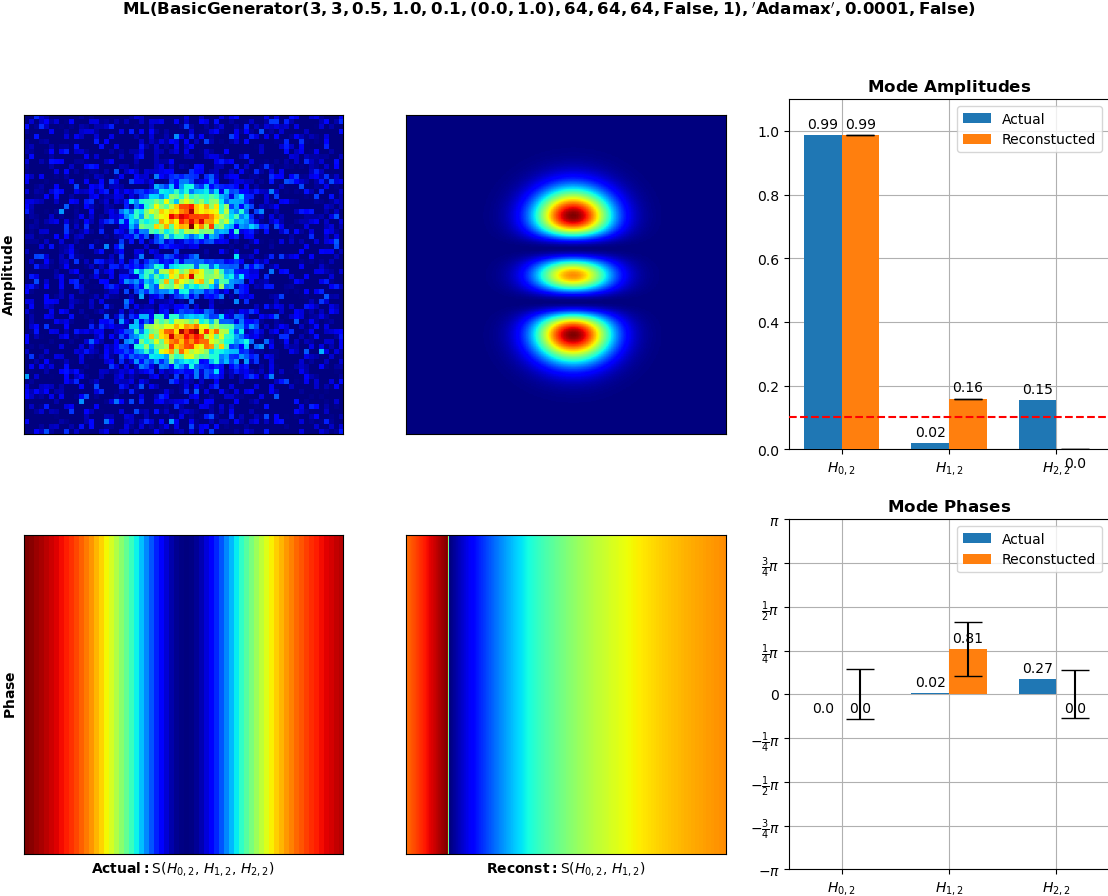 ML(BasicGenerator(3, 3, 0.5, 1.0, 0.1, (0.0, 1.0), 64, 64, 64, False, 1), ′Adamax′, 0.0001, False)
Amplitude
Mode Amplitudes
Actual
Reconstucted
1.0
0.8
0.6
0.4
0.2
0.0
0.99 0.99
0.02 0.16
0.15 0.0
H0, 2 H1, 2 H2, 2
Phase
Actual: S(H0, 2, H1, 2, H2, 2)
Reconst: S(H0, 2, H1, 2)
Mode Phases
Actual
Reconstucted
π
3/4π
1/2π
1/4π
0
−1/4π
−1/2π
−3/4π
−π
0.0 0.0
0.02 0.81
0.27 0.0
H0, 2 H1, 2 H2, 2